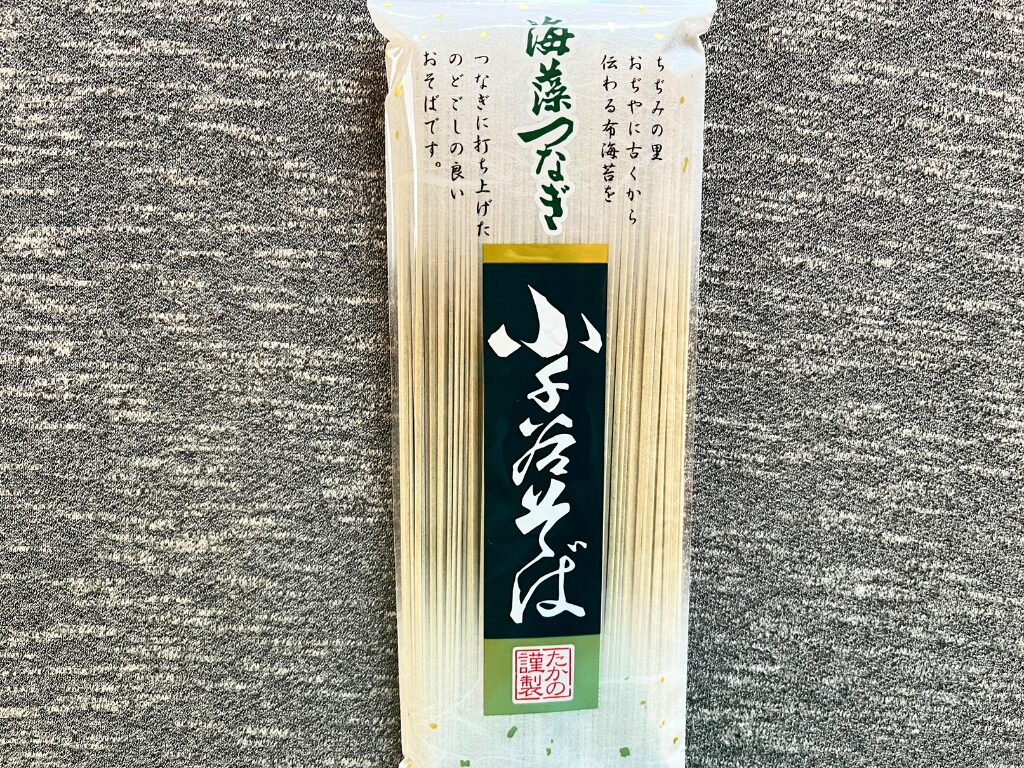 海藻つなぎ
ちぢみの里
おぢやに古くから
伝わる布海苔を
つなぎに打ち上げた
のどごしの良い
おそばです。
小千谷そば
たかの
謹製